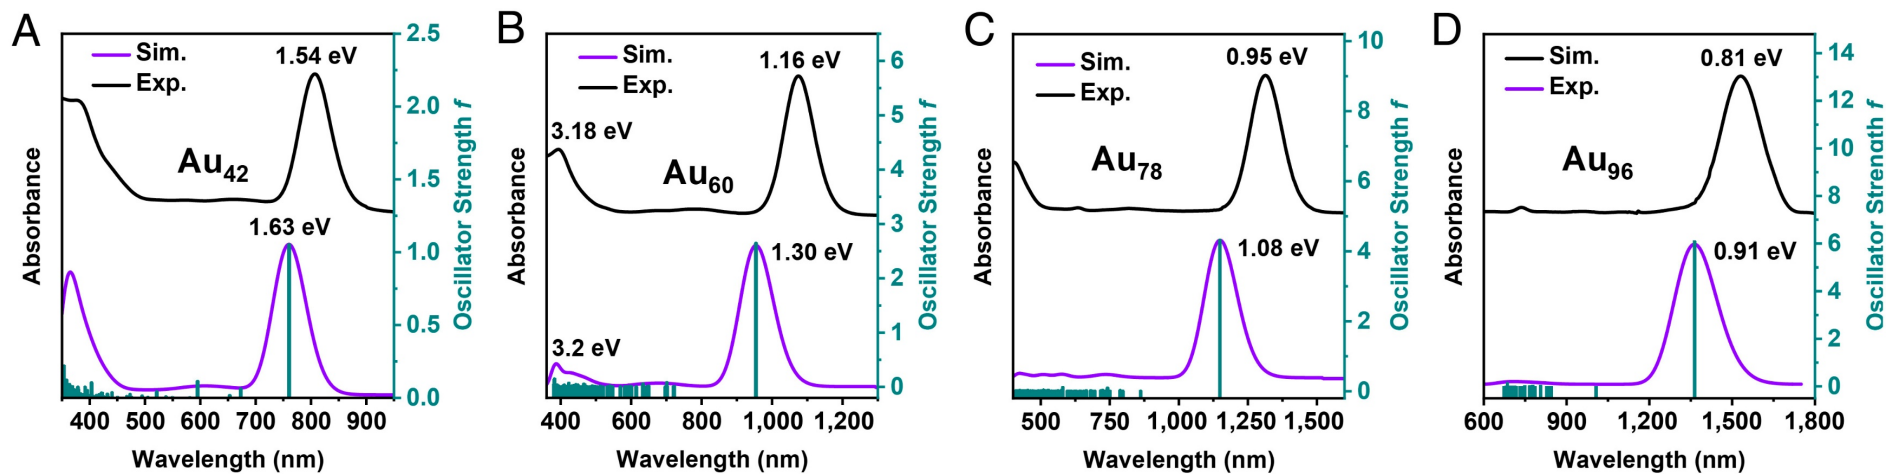 A
Sim.
Exp.
1.54 eV
Au42
1.63 eV
Absorbance
Oscillator Strength f
2.5
2.0
1.5
1.0
0.5
0.0
400 500 600 700 800 900
Wavelength (nm)
B
Sim.
Exp.
1.16 eV
3.18 eV
Au60
1.30 eV
3.2 eV
Absorbance
Oscillator Strength f
6
5
4
3
2
1
0
400 600 800 1,000 1,200
Wavelength (nm)
C
Sim.
Exp.
0.95 eV
Au78
1.08 eV
Absorbance
Oscillator Strength f
10
8
6
4
2
0
500 750 1,000 1,250 1,500
Wavelength (nm)
D
Sim.
Exp.
0.81 eV
Au96
0.91 eV
Absorbance
Oscillator Strength f
14
12
10
8
6
4
2
0
600 900 1,200 1,500 1,800
Wavelength (nm)